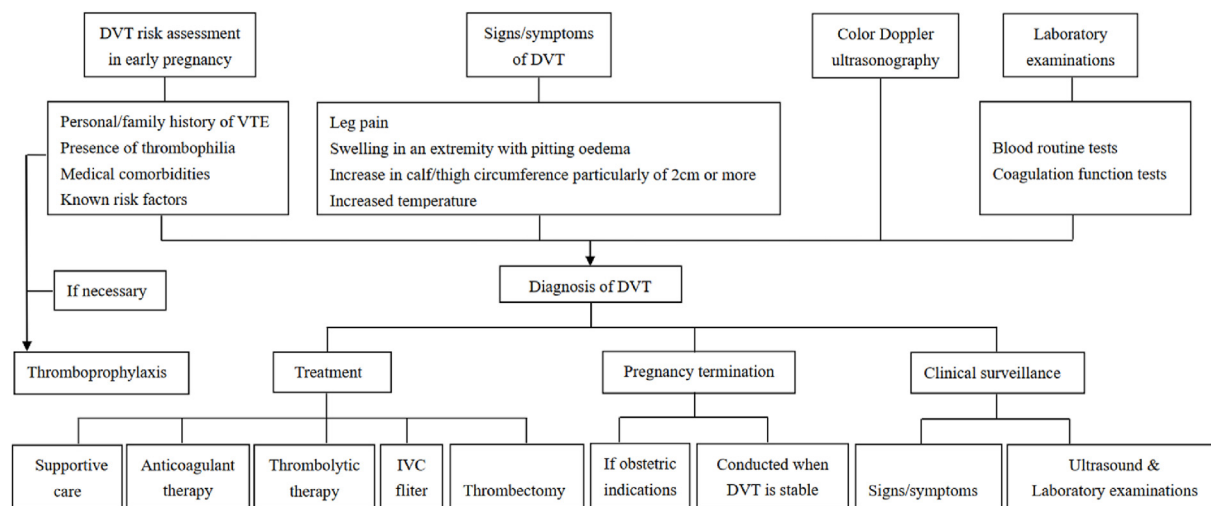 DVT risk assessment
in early pregnancy
Signs/symptoms
of DVT
Color Doppler
ultrasonography
Laboratory
examinations
Personal/family history of VTE
Presence of thrombophilia
Medical comorbidities
Known risk factors
Leg pain
Swelling in an extremity with pitting oedema
Increase in calf/thigh circumference particularly of 2cm or more
Increased temperature
Blood routine tests
Coagulation function tests
If necessary
Diagnosis of DVT
Thromboprophylaxis
Treatment
Pregnancy termination
Clinical surveillance
Supportive
care
Anticoagulant
therapy
Thrombolytic
therapy
IVC
fliter
Thrombectomy
If obstetric
indications
Conducted when
DVT is stable
Signs/symptoms
Ultrasound &
Laboratory examinations